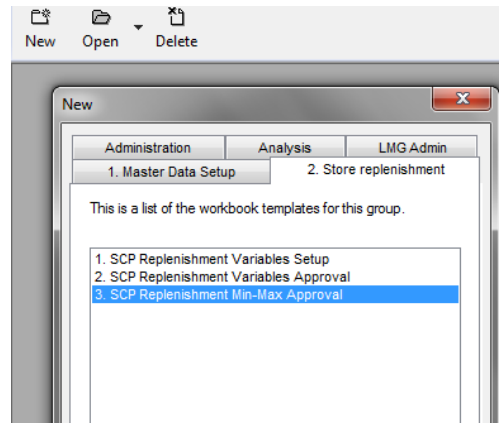 New Open Delete
New
Administration Analysis LMG Admin
1. Master Data Setup 2. Store replenishment
This is a list of the workbook templates for this group.
1. SCP Replenishment Variables Setup
2. SCP Replenishment Variables Approval
3. SCP Replenishment Min-Max Approval